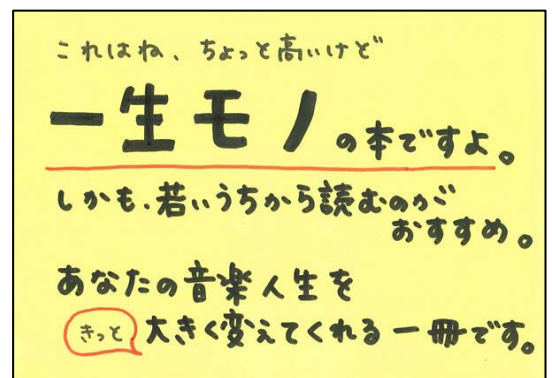 これはね、ちょっと高いけど
一生モノの本ですよ。
しかも、若いうちから読むのが
おすすめ。
あなたの音楽人生を
きっと大きく変えてくれる一冊です。